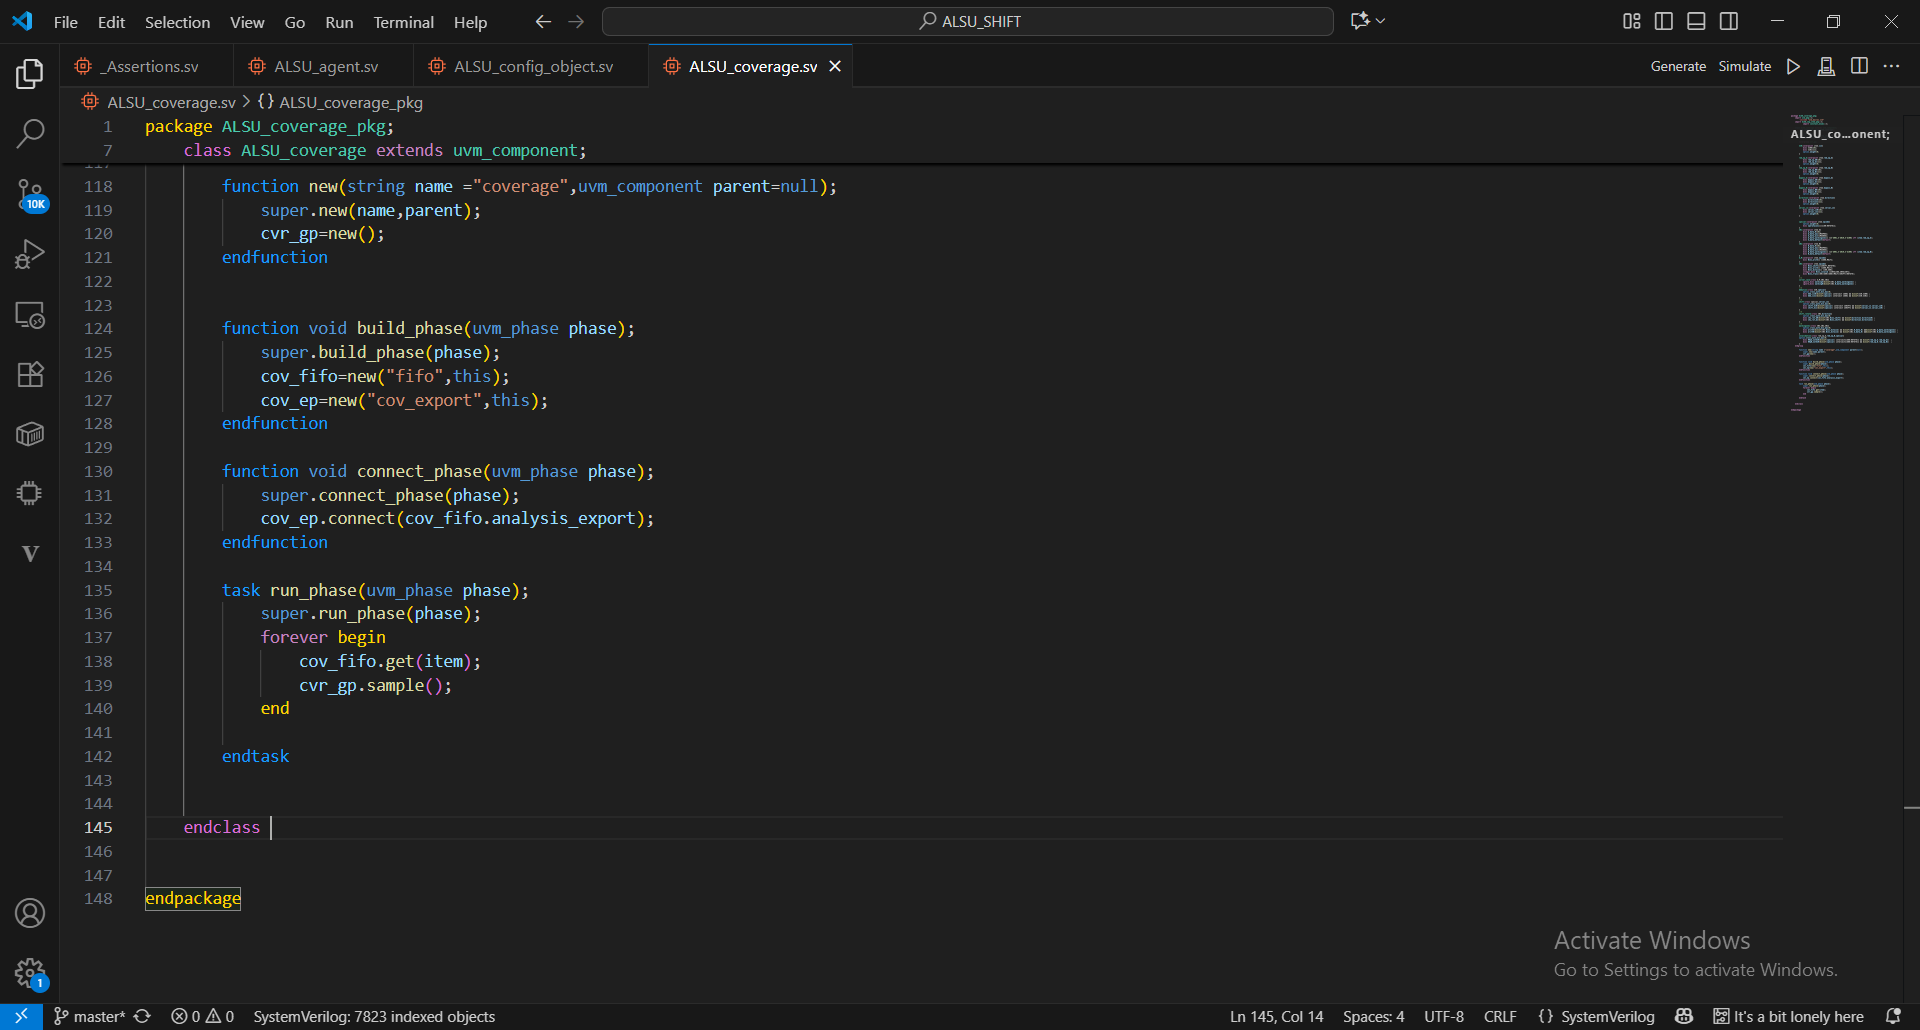 File Edit Selection View Go Run Terminal Help
ALSU_SHIFT
_Assertions.sv ALSU_agent.sv ALSU_config_object.sv ALSU_coverage.sv
Generate Simulate
ALSU_coverage.sv > {} ALSU_coverage_pkg
1 package ALSU_coverage_pkg;
7 class ALSU_coverage extends uvm_component;
ALSU_co...onent;
118 function new(string name ="coverage",uvm_component parent=null);
119 super.new(name,parent);
120 cvr_gp=new();
121 endfunction
122
123
124 function void build_phase(uvm_phase phase);
125 super.build_phase(phase);
126 cov_fifo=new("fifo",this);
127 cov_ep=new("cov_export",this);
128 endfunction
129
130 function void connect_phase(uvm_phase phase);
131 super.connect_phase(phase);
132 cov_ep.connect(cov_fifo.analysis_export);
133 endfunction
134
135 task run_phase(uvm_phase phase);
136 super.run_phase(phase);
137 forever begin
138 cov_fifo.get(item);
139 cvr_gp.sample();
140 end
141
142 endtask
143
144
145 endclass
146
147
148 endpackage
10K
V
1
Activate Windows
Go to Settings to activate Windows.
master* 0 0 SystemVerilog: 7823 indexed objects
Ln 145, Col 14 Spaces: 4 UTF-8 CRLF {} SystemVerilog It's a bit lonely here